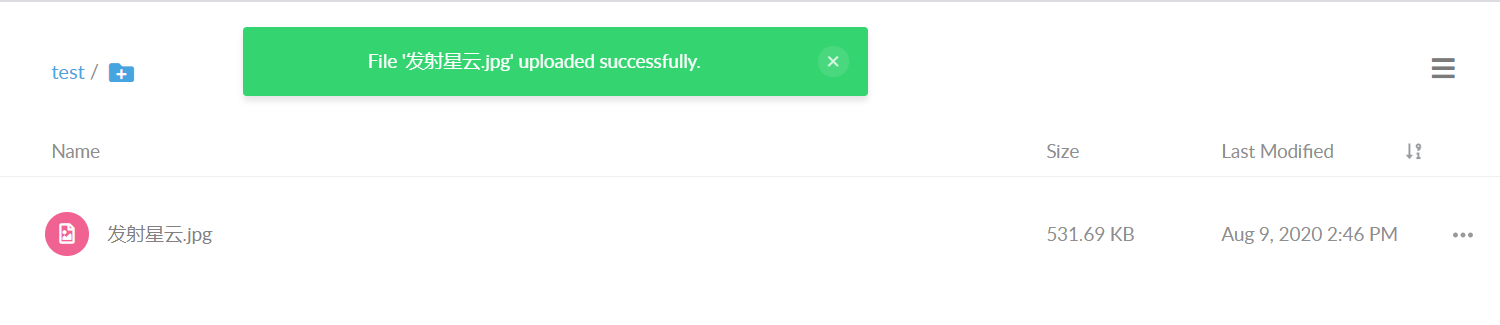 File '发射星云.jpg' uploaded successfully.
test /
Name Size Last Modified
发射星云.jpg 531.69 KB Aug 9, 2020 2:46 PM